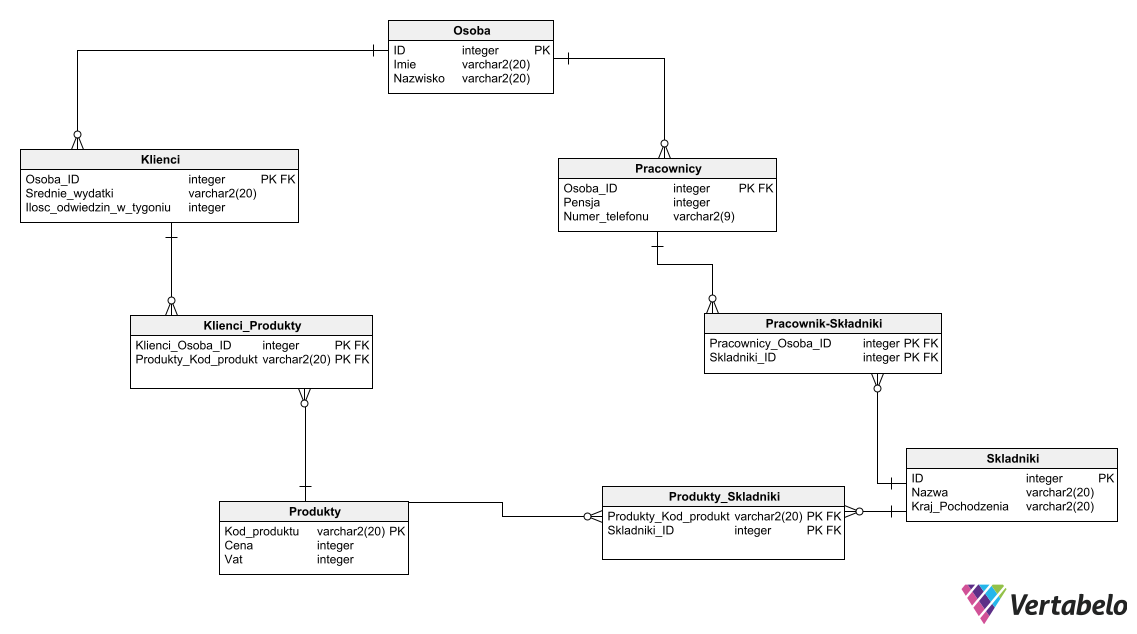 Osoba
ID integer PK
Imie varchar2(20)
Nazwisko varchar2(20)
Klienci
Osoba_ID integer PK FK
Srednie_wydatki varchar2(20)
Ilosc_odwiedzin_w_tygoniu integer
Pracownicy
Osoba_ID integer PK FK
Pensja integer
Numer_telefonu varchar2(9)
Klienci_Produkty
Klienci_Osoba_ID integer PK FK
Produkty_Kod_produkt varchar2(20) PK FK
Pracownik-Składniki
Pracownicy_Osoba_ID integer PK FK
Skladniki_ID integer PK FK
Skladniki
ID integer PK
Nazwa varchar2(20)
Kraj_Pochodzenia varchar2(20)
Produkty
Kod_produktu varchar2(20) PK
Cena integer
Vat integer
Produkty_Skladniki
Produkty_Kod_produkt varchar2(20) PK FK
Skladniki_ID integer PK FK
Vertabelo